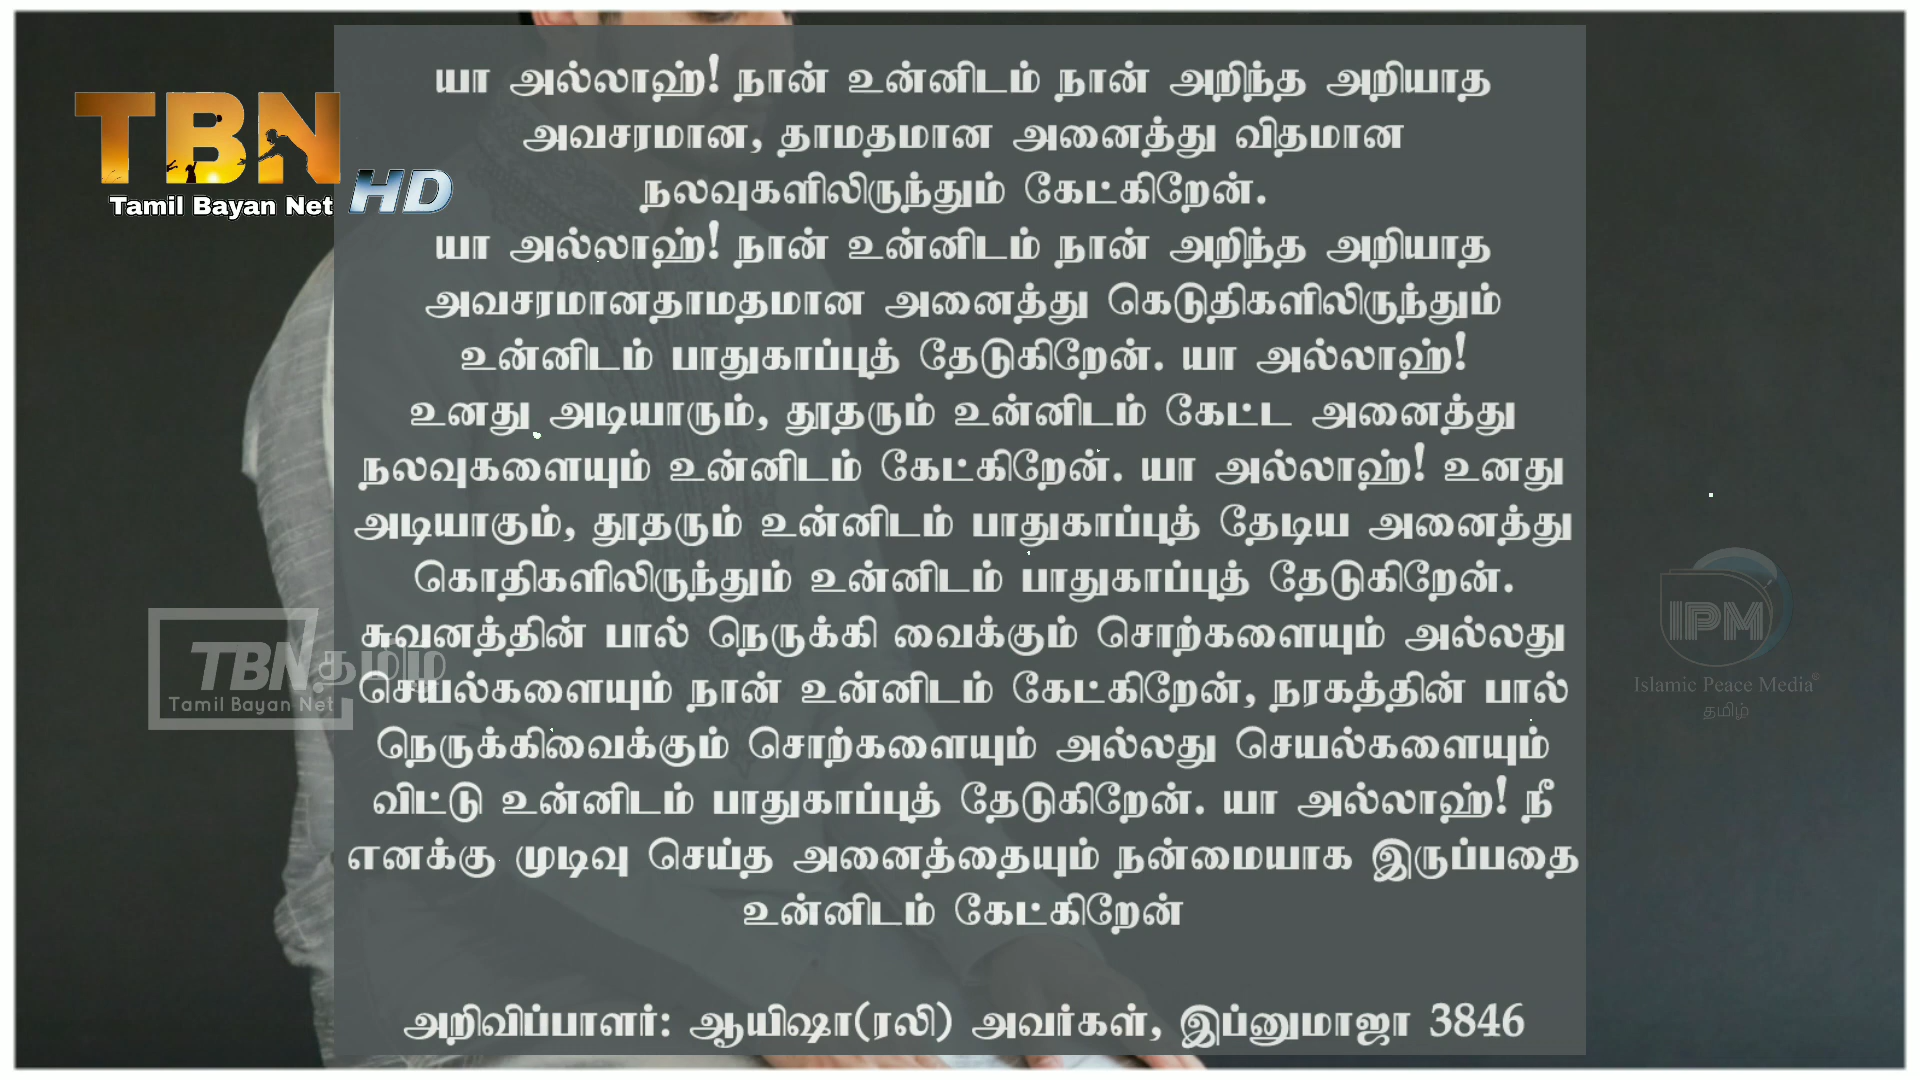 யா அல்லாஹ்! நான் உன்னிடம் நான் அறிந்த அறியாத
அவசரமான, தாமதமான அனைத்து விதமான
நலவுகளிலிருந்தும் கேட்கிறேன்.
யா அல்லாஹ்! நான் உன்னிடம் நான் அறிந்த அறியாத
அவசரமானதாமதமான அனைத்து கெடுதிகளிலிருந்தும்
உன்னிடம் பாதுகாப்புத் தேடுகிறேன். யா அல்லாஹ்!
உனது அடியாரும், தூதரும் உன்னிடம் கேட்ட அனைத்து
நலவுகளையும் உன்னிடம் கேட்கிறேன். யா அல்லாஹ்! உனது
அடியாகும், தூதரும் உன்னிடம் பாதுகாப்புத் தேடிய அனைத்து
கொதிகளிலிருந்தும் உன்னிடம் பாதுகாப்புத் தேடுகிறேன்.
சுவனத்தின் பால் நெருக்கி வைக்கும் சொற்களையும் அல்லது
செயல்களையும் நான் உன்னிடம் கேட்கிறேன், நரகத்தின் பால்
நெருக்கிவைக்கும் சொற்களையும் அல்லது செயல்களையும்
விட்டு உன்னிடம் பாதுகாப்புத் தேடுகிறேன். யா அல்லாஹ்! நீ
எனக்கு முடிவு செய்த அனைத்தையும் நன்மையாக இருப்பதை
உன்னிடம் கேட்கிறேன்
அறிவிப்பாளர்: ஆயிஷா(ரலி) அவர்கள், இப்னுமாஜா 3846
TBN HD
Tamil Bayan Net
TBN தமிழ்
Tamil Bayan Net
IPM
Islamic Peace Media©
தமிழ்